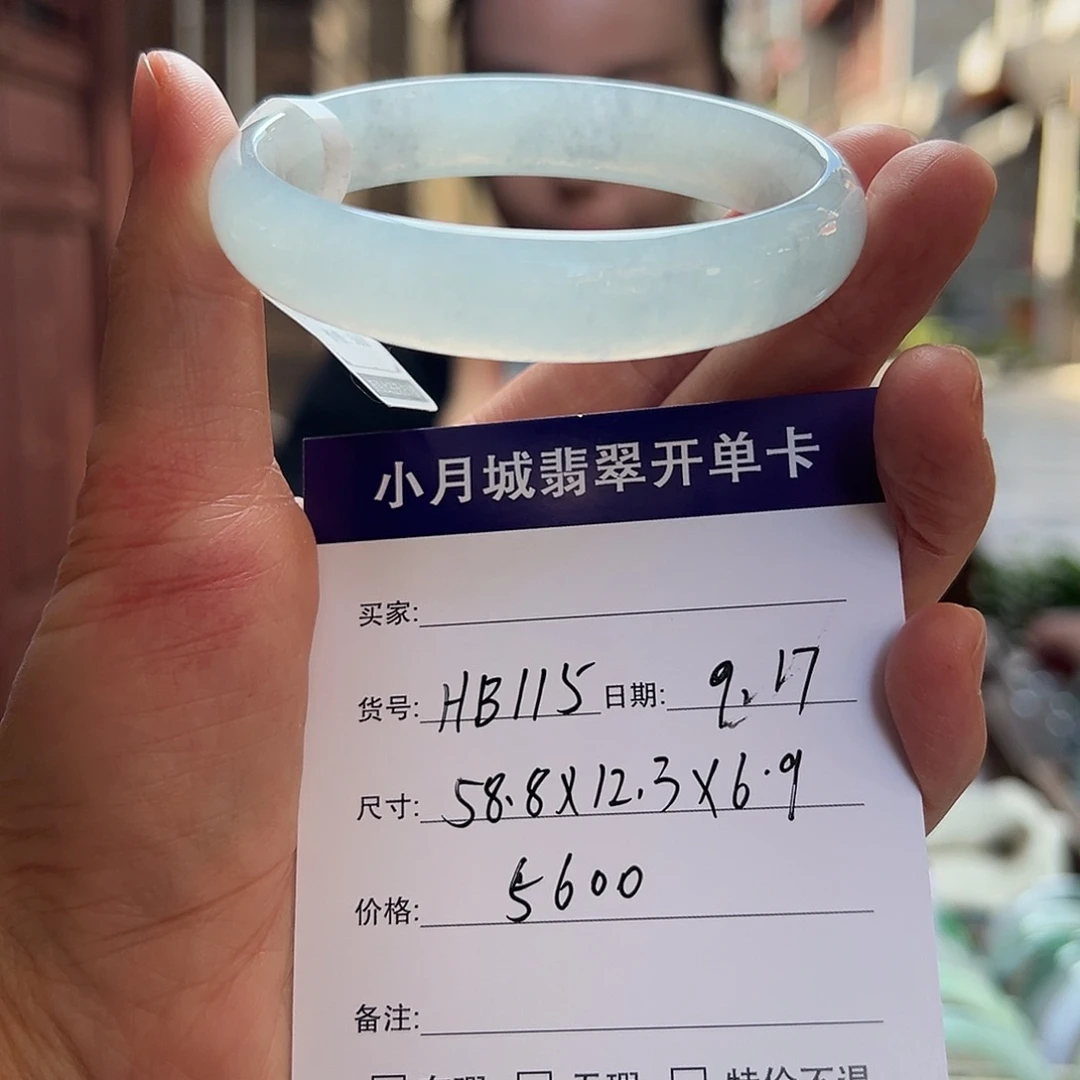 小月城翡翠开单卡
买家:
货号: HB115 日期: 9.17
尺寸: 58.8X12.3X6.9
价格: 5600
备注: